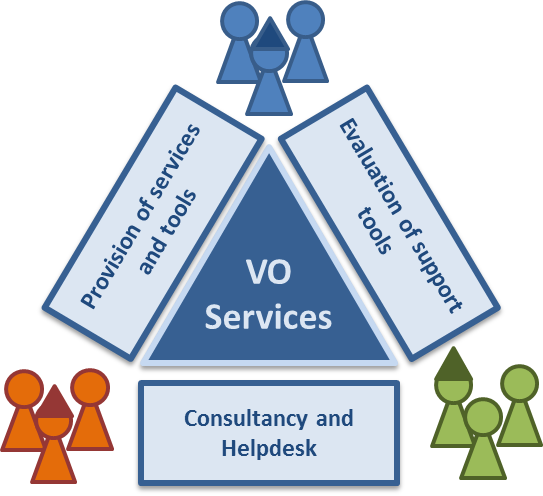 Provision of services
and tools
Evaluation of support
tools
VO
Services
Consultancy and
Helpdesk